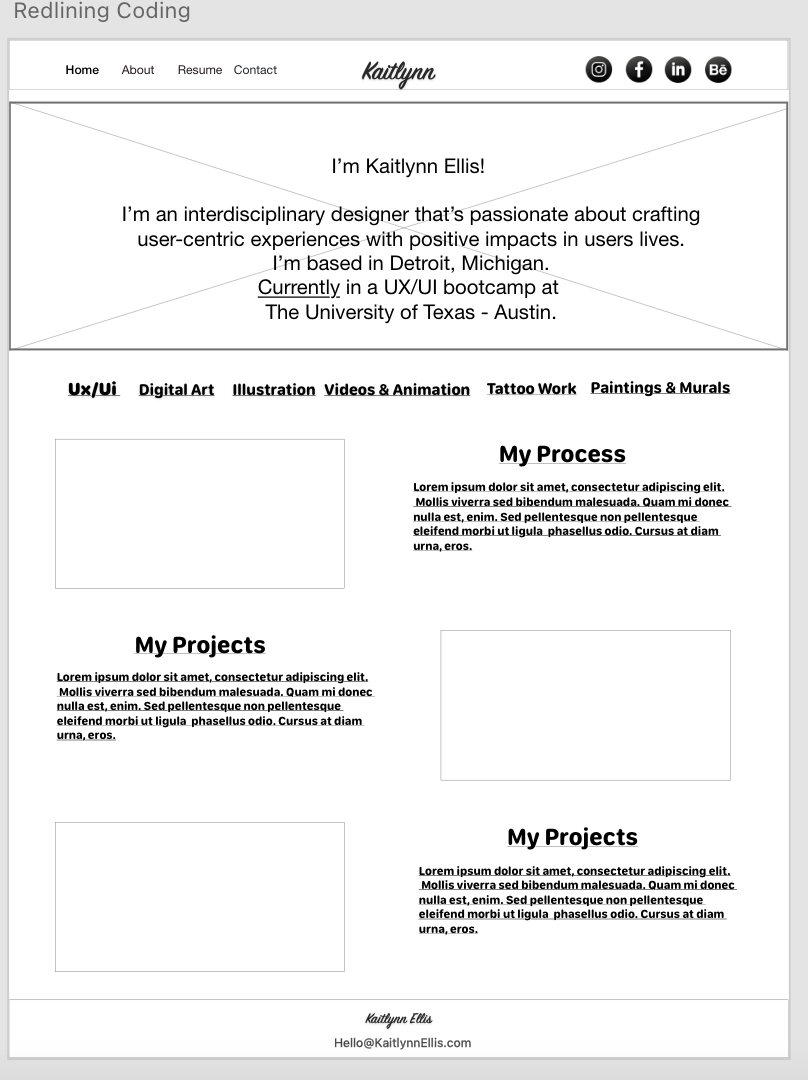 Redlining Coding
Home About Resume Contact Kaitlynn Bē
I'm Kaitlynn Ellis!
I'm an interdisciplinary designer that's passionate about crafting
user-centric experiences with positive impacts in users lives.
I'm based in Detroit, Michigan.
Currently in a UX/UI bootcamp at
The University of Texas - Austin.
Ux/Ui Digital Art Illustration Videos & Animation Tattoo Work Paintings & Murals
My Process
Lorem ipsum dolor sit amet, consectetur adipiscing elit.
Mollis viverra sed bibendum malesuada. Quam mi donec
nulla est, enim. Sed pellentesque non pellentesque
eleifend morbi ut ligula phasellus odio. Cursus at diam
urna, eros.
My Projects
Lorem ipsum dolor sit amet, consectetur adipiscing elit.
Mollis viverra sed bibendum malesuada. Quam mi donec
nulla est, enim. Sed pellentesque non pellentesque
eleifend morbi ut ligula phasellus odio. Cursus at diam
urna, eros.
My Projects
Lorem ipsum dolor sit amet, consectetur adipiscing elit.
Mollis viverra sed bibendum malesuada. Quam mi donec
nulla est, enim. Sed pellentesque non pellentesque
eleifend morbi ut ligula phasellus odio. Cursus at diam
urna, eros.
Kaitlynn Ellis
Hello@KaitlynnEllis.com